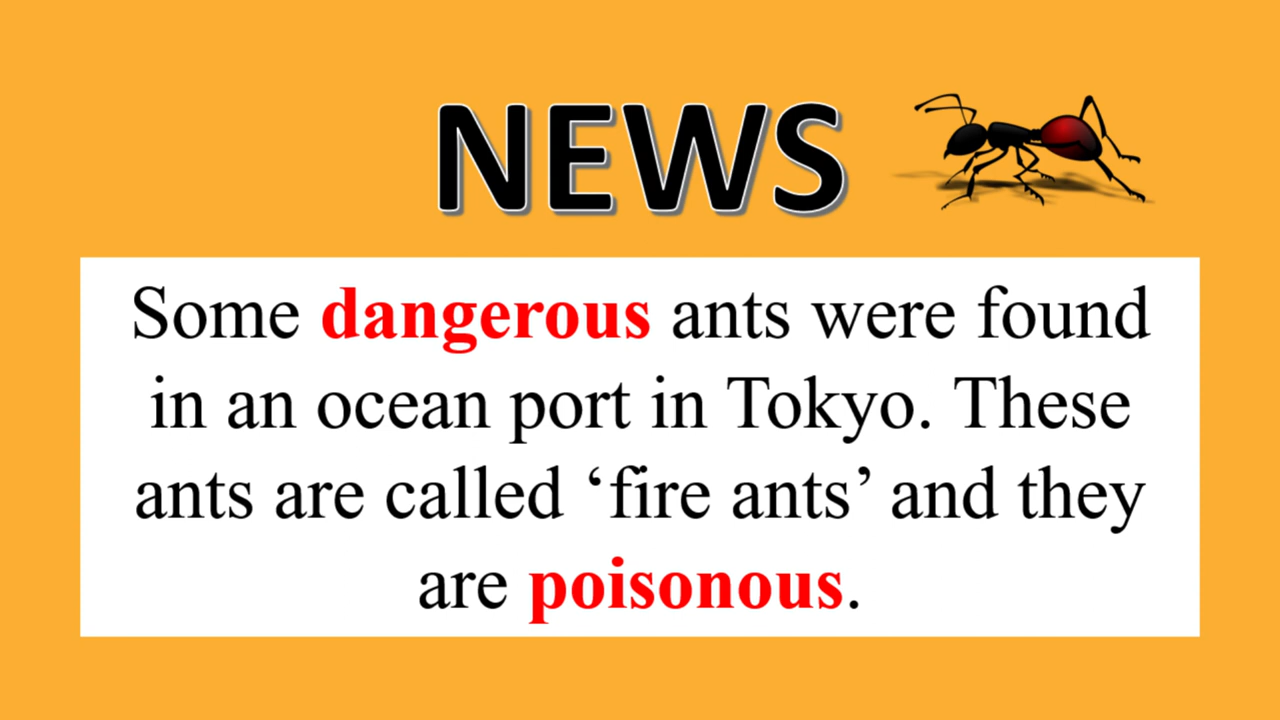 NEWS
Some dangerous ants were found
in an ocean port in Tokyo. These
ants are called ‘fire ants’ and they
are poisonous.